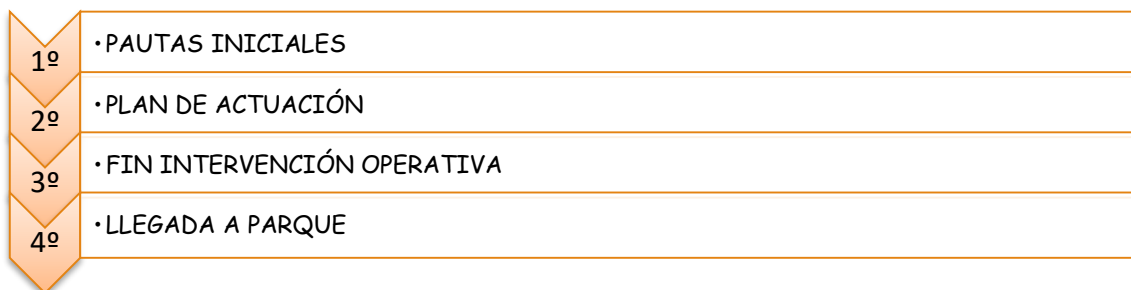 1º
•PAUTAS INICIALES
2º
•PLAN DE ACTUACIÓN
3º
•FIN INTERVENCIÓN OPERATIVA
4º
•LLEGADA A PARQUE